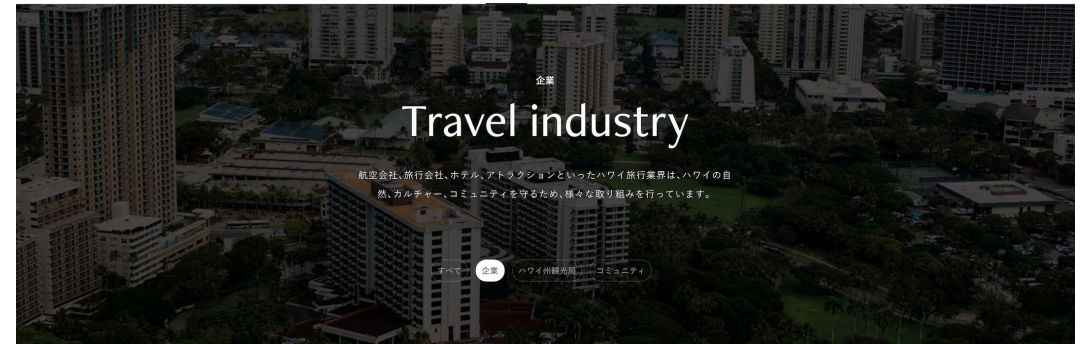 企業
Travel industry
航空会社、旅行会社、ホテル、アトラクションといったハワイ旅行業界は、ハワイの自
然、カルチャー、コミュニティを守るため、様々な取り組みを行っています。
すべて 企業 ハワイ州観光局 コミュニティ